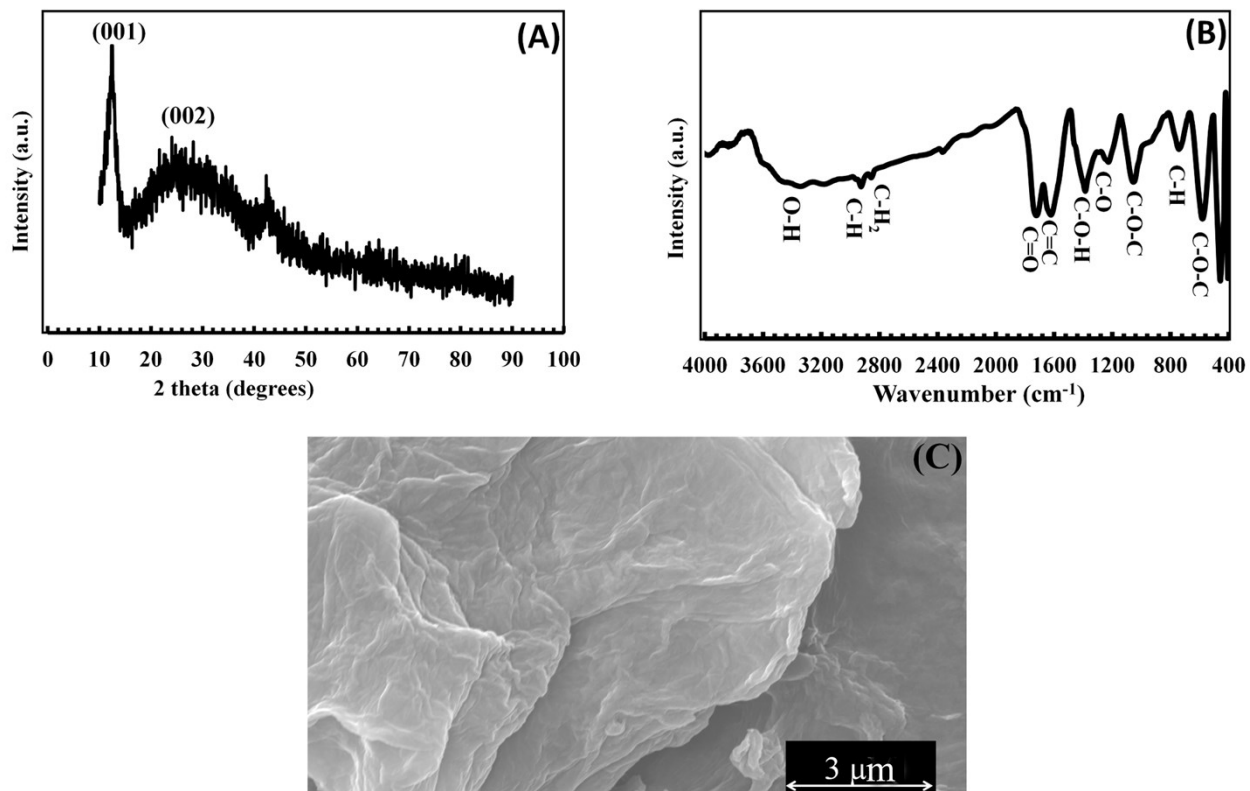 (A)
(001)
(002)
Intensity (a.u.)
0 10 20 30 40 50 60 70 80 90 100
2 theta (degrees)
(B)
Intensity (a.u.)
O-H
C-H
C-H₂
C=O
C=C
C-O-H
C-O
C-O-C
C-H
C-O-C
4000 3600 3200 2800 2400 2000 1600 1200 800 400
Wavenumber (cm⁻¹)
(C)
3 μm